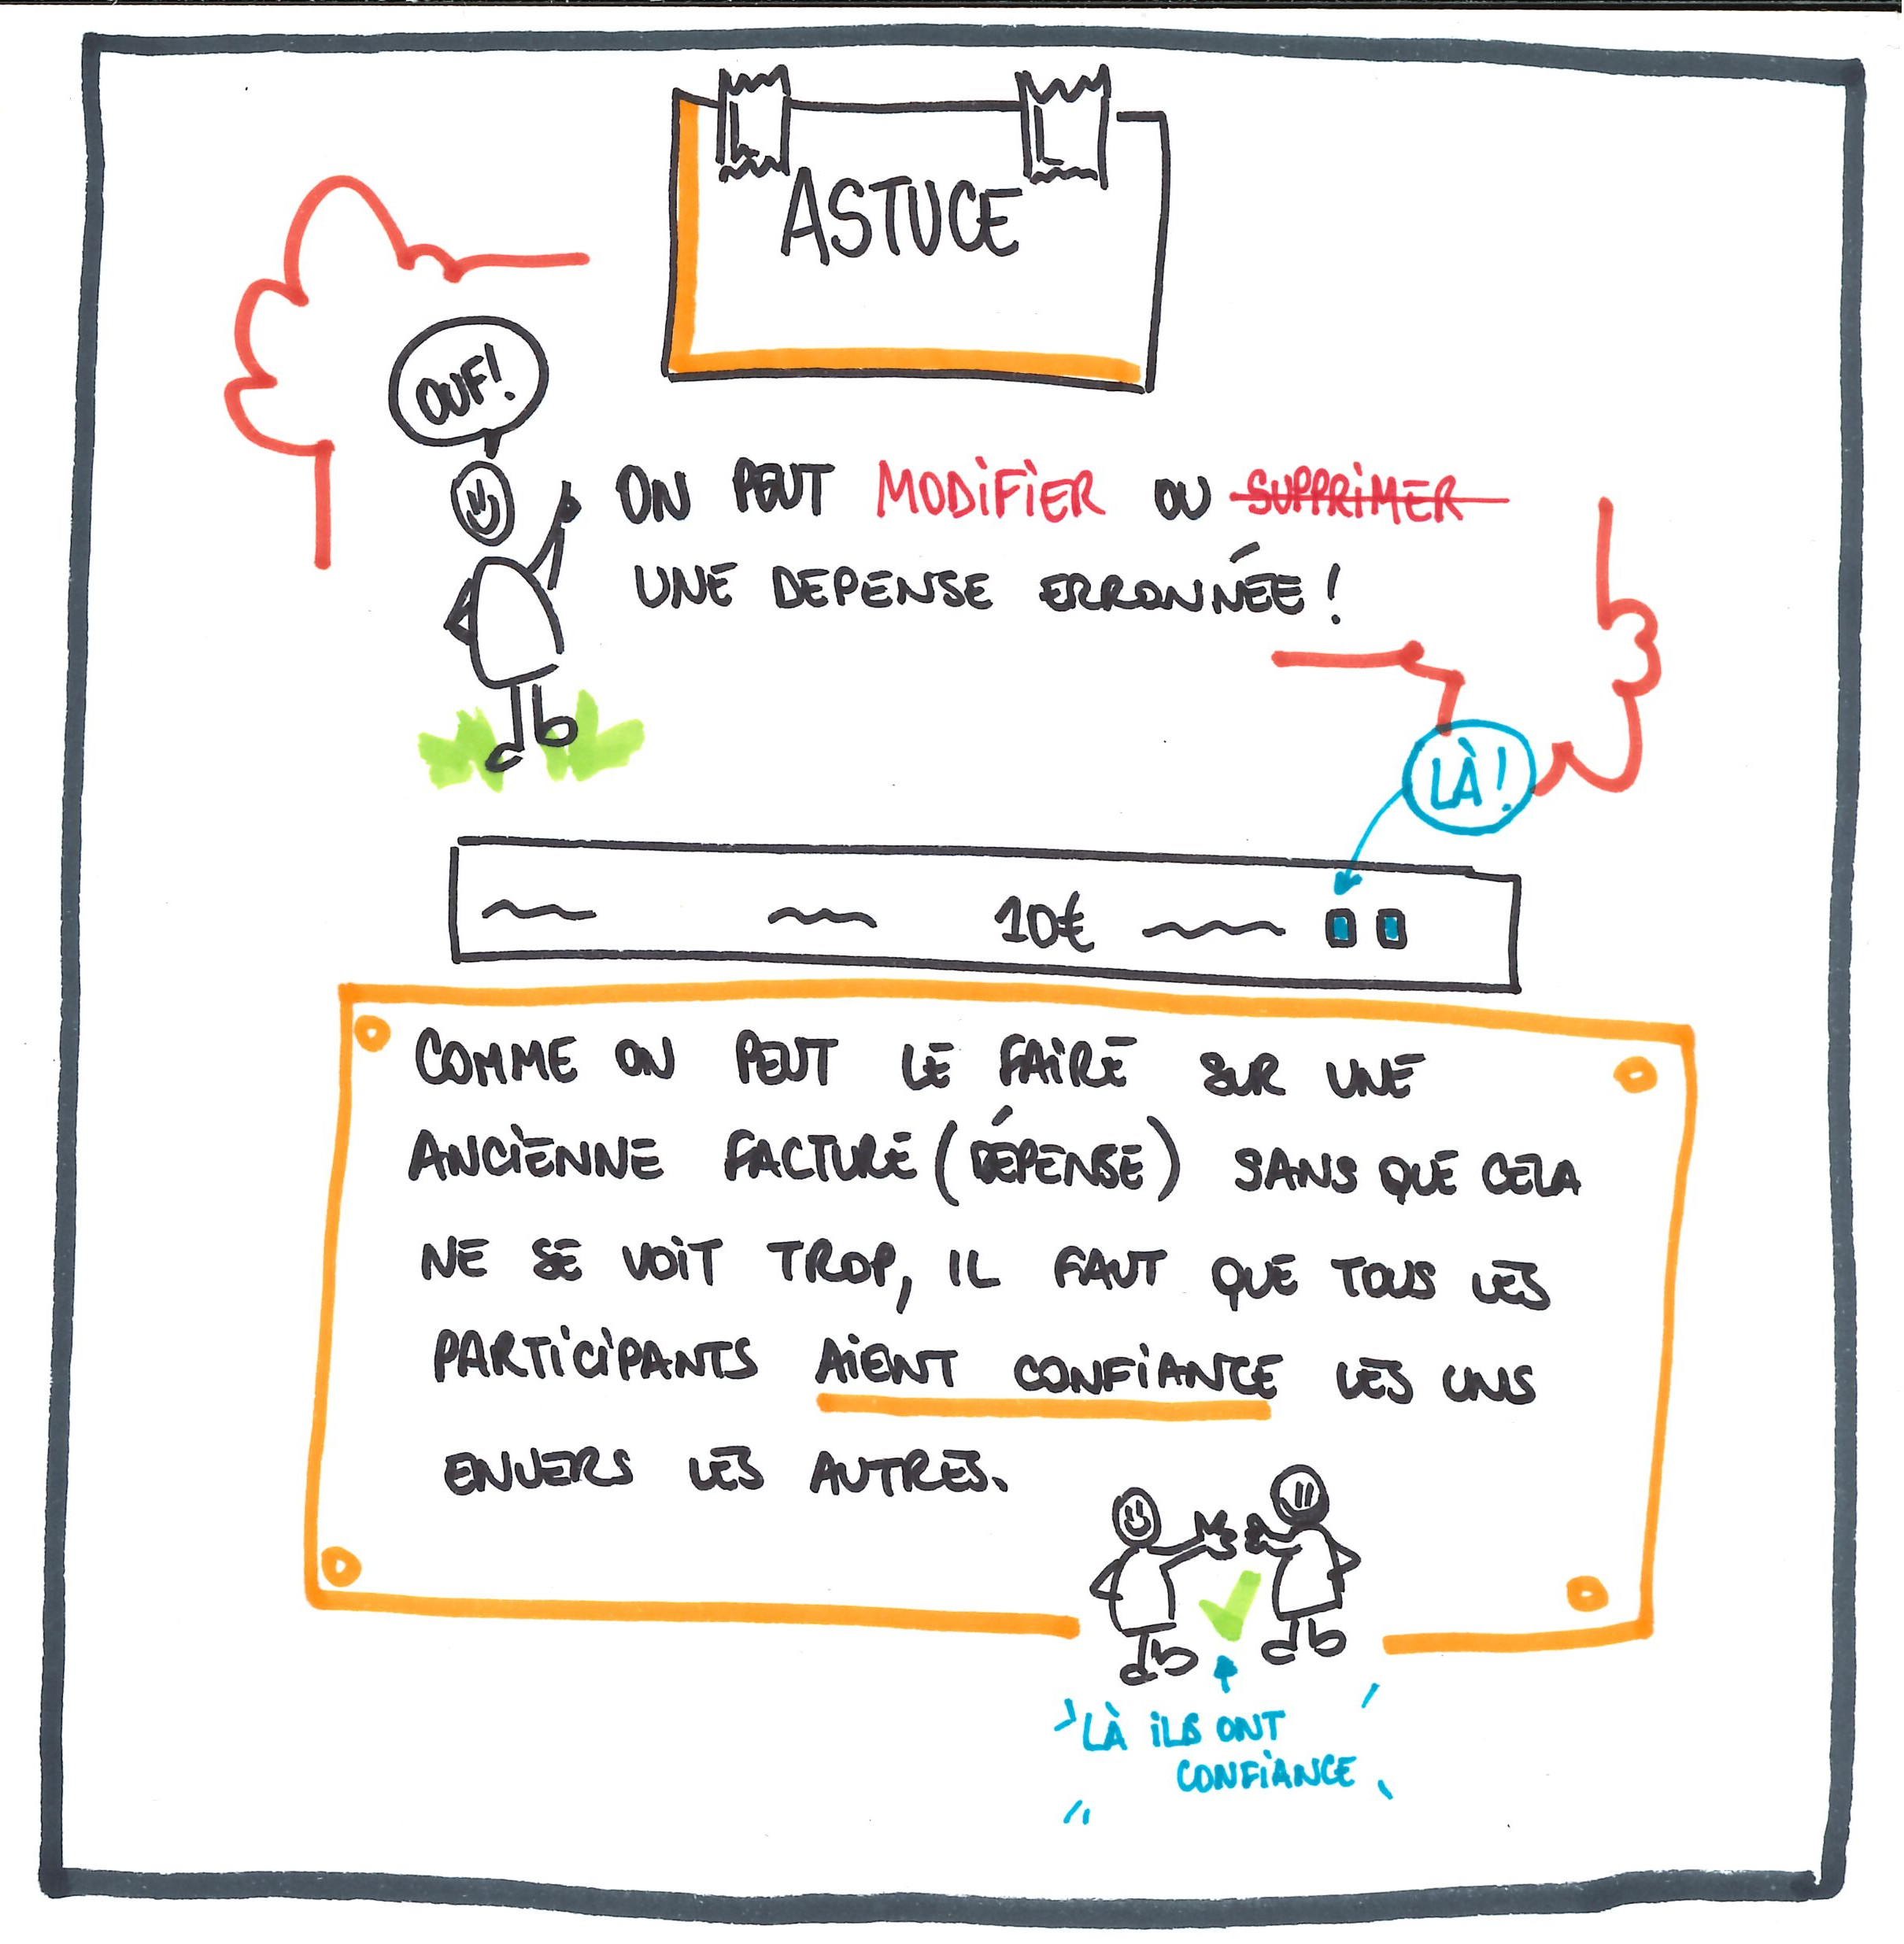 ASTUCE
OUF!
ON PEUT MODIFIER OU SUPPRIMER
UNE DEPENSE ERRONNÉE !
LÀ !
10€
COMME ON PEUT LE FAIRE SUR UNE
ANCIENNE FACTURE (DÉPENSE) SANS QUE CELA
NE SE VOIT TROP, IL FAUT QUE TOUS LES
PARTICIPANTS AIENT CONFIANCE LES UNS
ENVERS LES AUTRES.
LÀ ILS ONT
CONFIANCE